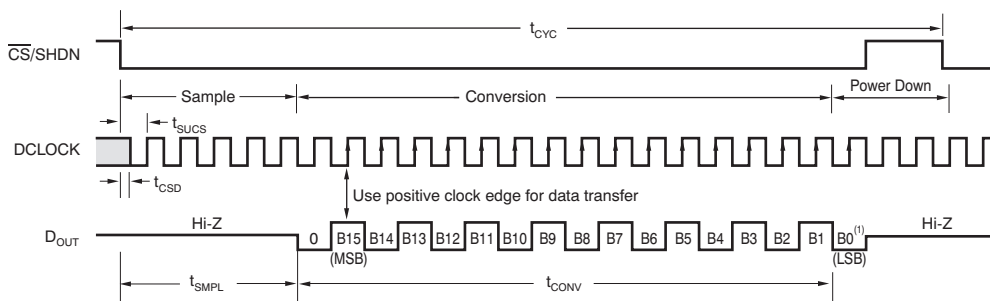 t_CYC
CS/SHDN
Sample
Conversion
Power Down
t_SUCS
DCLOCK
t_CSD
Use positive clock edge for data transfer
Hi-Z
D_OUT
0 B15 B14 B13 B12 B11 B10 B9 B8 B7 B6 B5 B4 B3 B2 B1 B0(1)
Hi-Z
(MSB)
(LSB)
t_SMPL
t_CONV